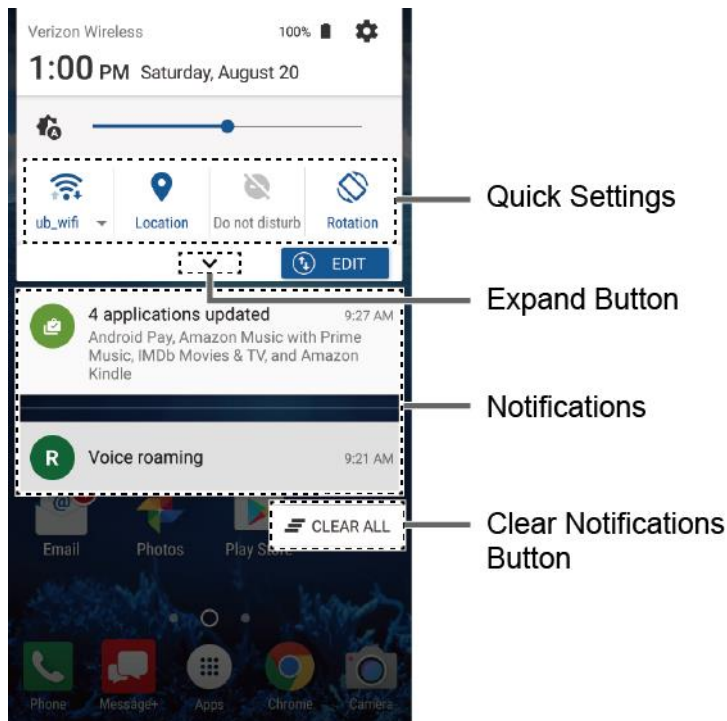 Verizon Wireless 100%
1:00 PM Saturday, August 20
A
ub_wifi Location Do not disturb Rotation
Quick Settings
EDIT
Expand Button
4 applications updated 9:27 AM
Android Pay, Amazon Music with Prime
Music, IMDb Movies & TV, and Amazon
Kindle
Notifications
R Voice roaming 9:21 AM
@
CLEAR ALL
Clear Notifications
Button
Email Photos Play Store
Phone Message+ Apps Chrome Camera